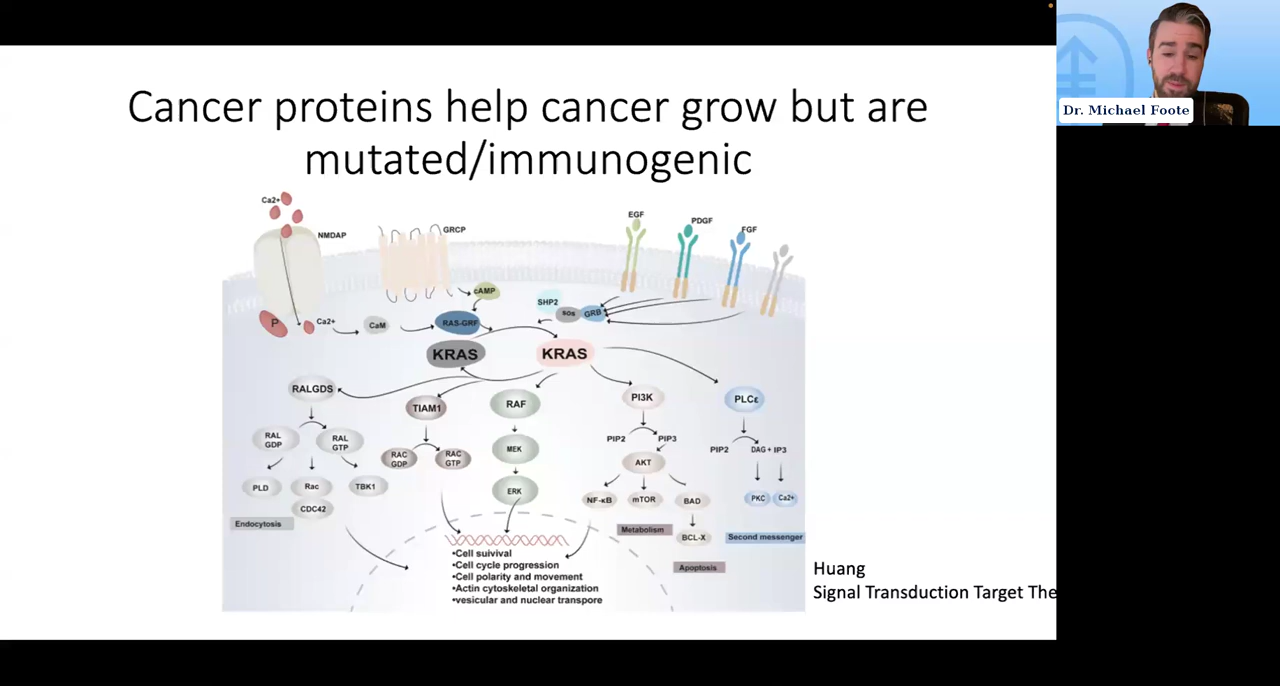 Cancer proteins help cancer grow but are
mutated/immunogenic
Dr. Michael Foote
Ca2+
NMDAP
GRCP
EGF
PDGF
FGF
cAMP
SHP2
sos
GRB
P
Ca2+
CaM
RAS-GRF
KRAS
KRAS
RALGDS
TIAM1
RAF
PI3K
PLCε
RAL
GDP
RAL
GTP
RAC
GDP
RAC
GTP
MEK
PIP2
PIP3
PIP2
DAG + IP3
AKT
PLD
Rac
TBK1
CDC42
ERK
NF-κB
mTOR
BAD
PKC
Ca2+
Endocytosis
Metabolism
BCL-X
Second messenger
Apoptosis
•Cell suivival
•Cell cycle progression
•Cell polarity and movement
•Actin cytoskeletal organization
•vesicular and nuclear transpore
Huang
Signal Transduction Target The